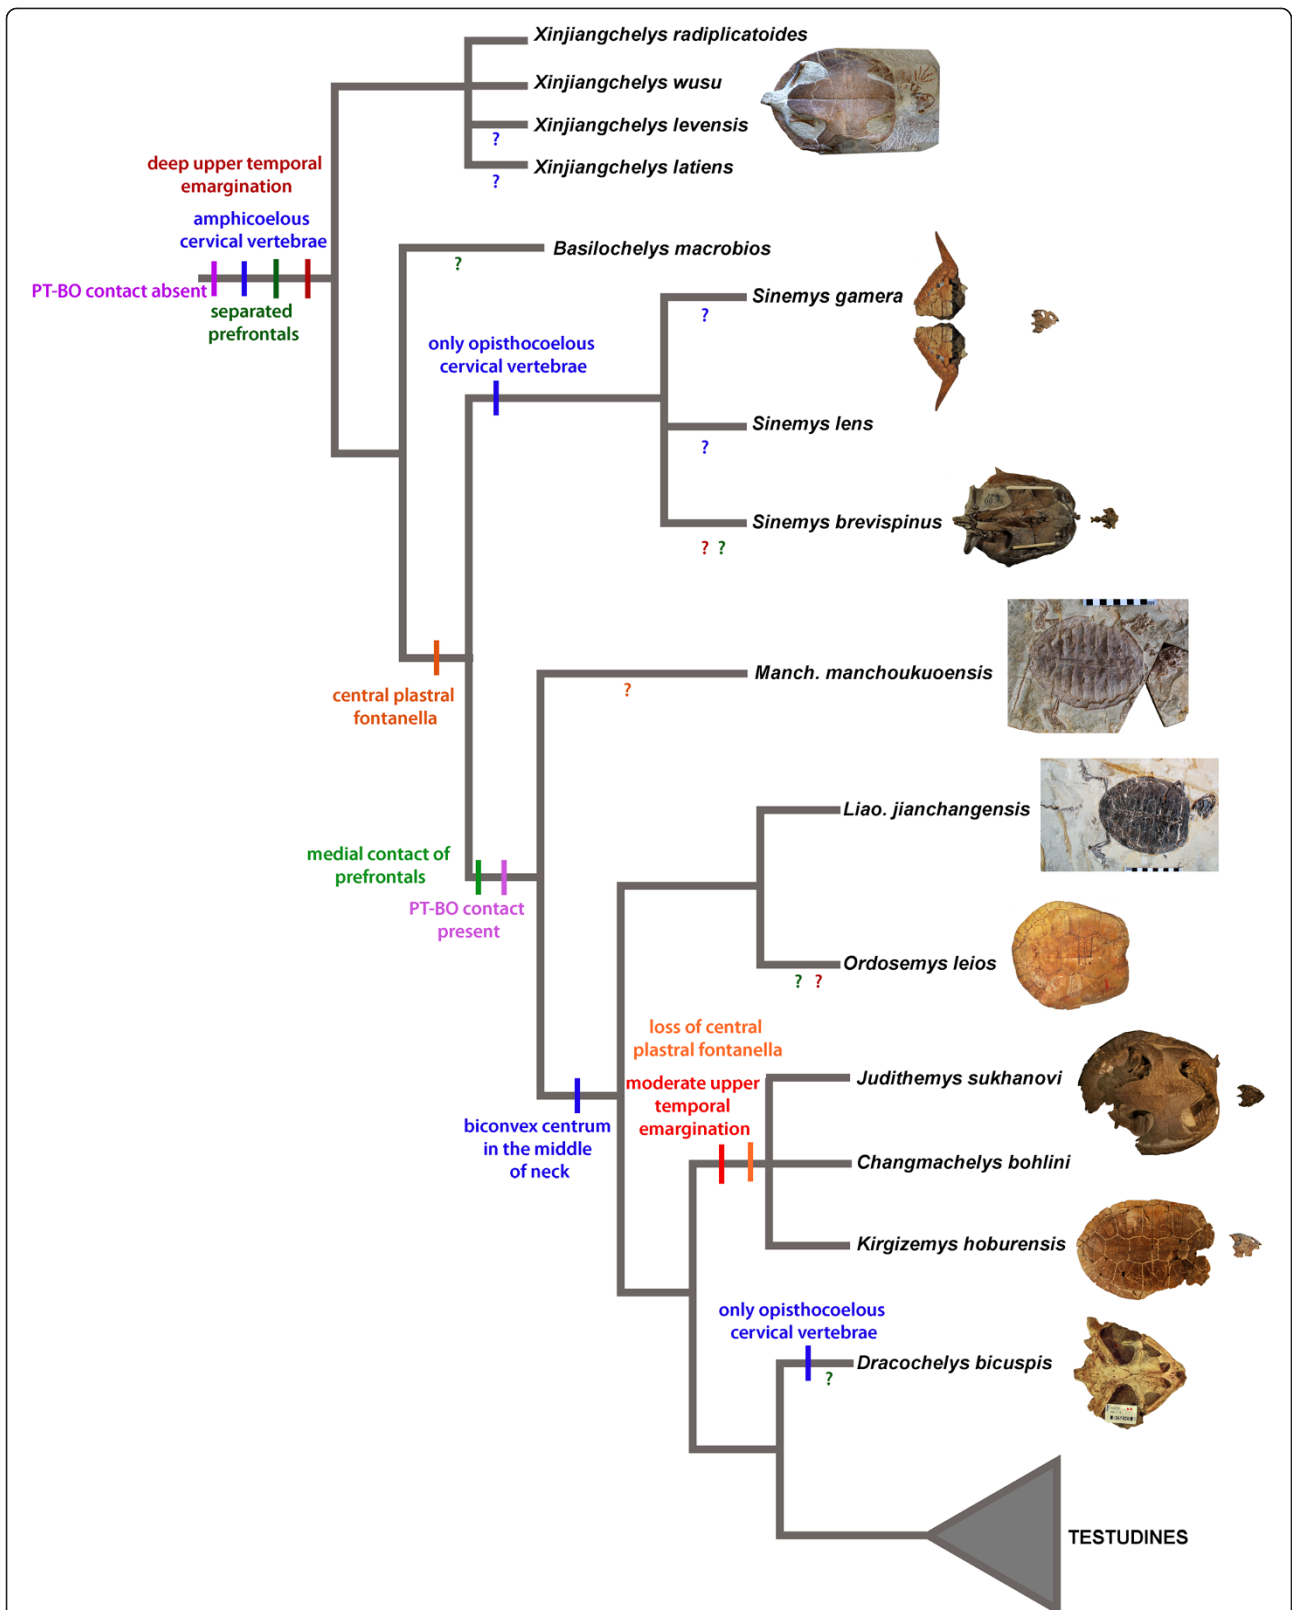 Xinjiangchelys radiplicatoides
Xinjiangchelys wusu
Xinjiangchelys levensis
?
Xinjiangchelys latiens
?
deep upper temporal
emargination
amphicoelous
cervical vertebrae
PT-BO contact absent
separated
prefrontals
Basilochelys macrobios
?
Sinemys gamera
?
only opisthocoelous
cervical vertebrae
Sinemys lens
?
Sinemys brevispinus
? ?
central plastral
fontanella
Manch. manchoukuoensis
?
Liao. jianchangensis
medial contact of
prefrontals
PT-BO contact
present
Ordosemys leios
? ?
loss of central
plastral fontanella
moderate upper
temporal
emargination
Judithemys sukhanovi
biconvex centrum
in the middle
of neck
Changmachelys bohlini
Kirgizemys hoburensis
only opisthocoelous
cervical vertebrae
Dracochelys bicuspis
?
TESTUDINES